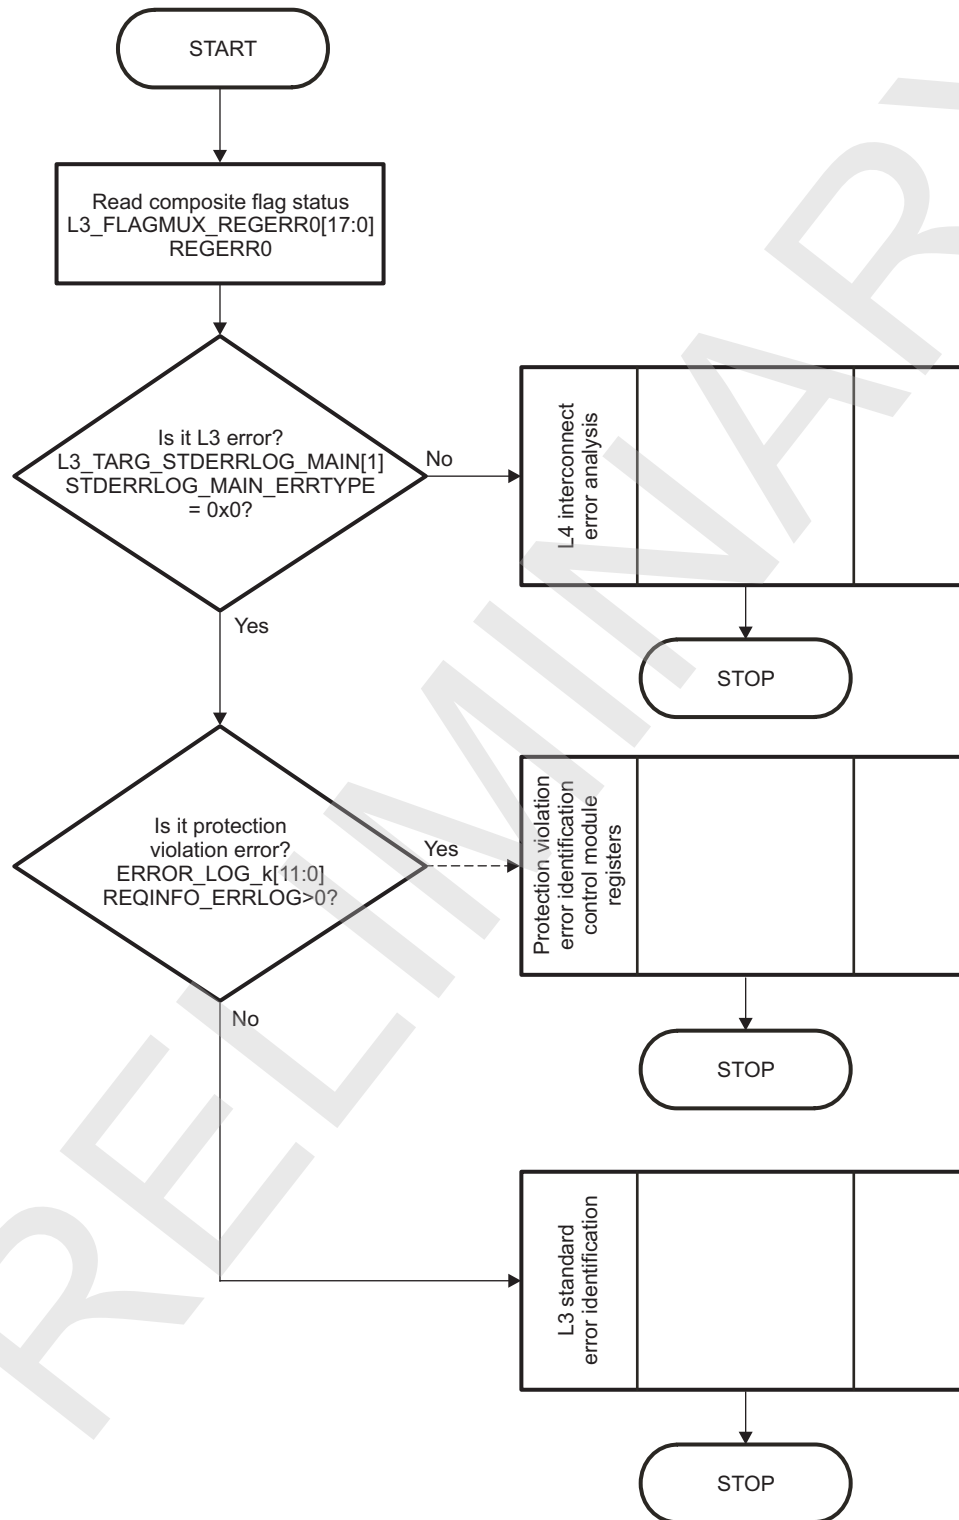 START
Read composite flag status
L3_FLAGMUX_REGERR0[17:0]
REGERR0
Is it L3 error?
L3_TARG_STDERRLOG_MAIN[1]
STDERRLOG_MAIN_ERRTYPE
= 0x0?
No
L4 interconnect
error analysis
Yes
STOP
Is it protection
violation error?
ERROR_LOG_k[11:0]
REQINFO_ERRLOG>0?
Yes
Protection violation
error identification
control module
registers
No
STOP
L3 standard
error identification
STOP
RELIMINARY